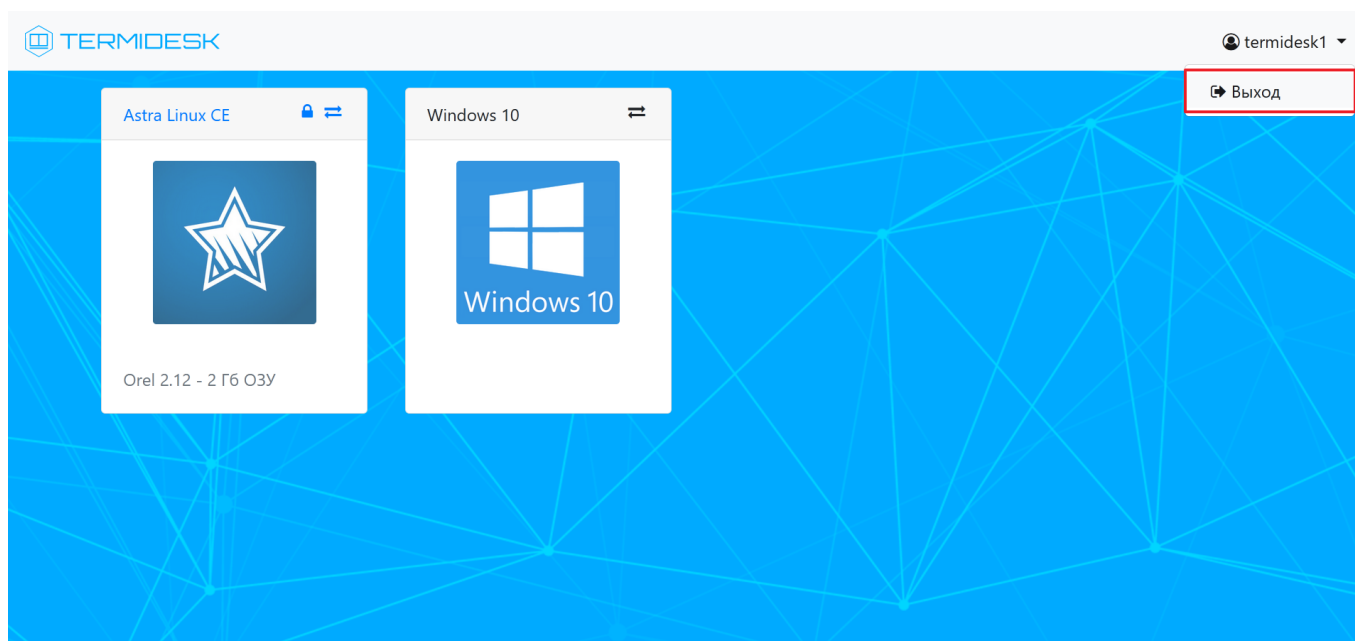 TERMIDESK
termidesk1
Выход
Astra Linux CE
Windows 10
Windows 10
Orel 2.12 - 2 Гб ОЗУ